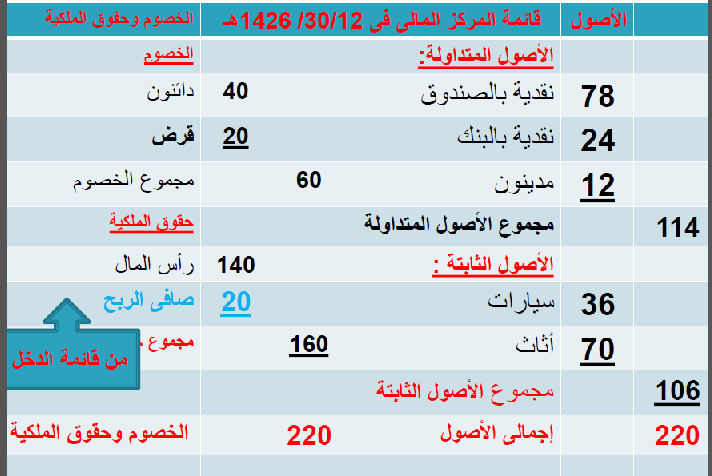 الأصول قائمة المركز المالى فى 30/12/ 1426هـ الخصوم وحقوق الملكية
الأصول المتداولة: الخصوم
78 نقدية بالصندوق 40 دائنون
24 نقدية بالبنك 20 قرض
12 مدينون 60 مجموع الخصوم
114 مجموع الأصول المتداولة حقوق الملكية
الأصول الثابتة : 140 رأس المال
36 سيارات 20 صافى الربح
70 أثاث 160 مجموع
من قائمة الدخل
106 مجموع الأصول الثابتة
220 إجمالى الأصول 220 الخصوم وحقوق الملكية